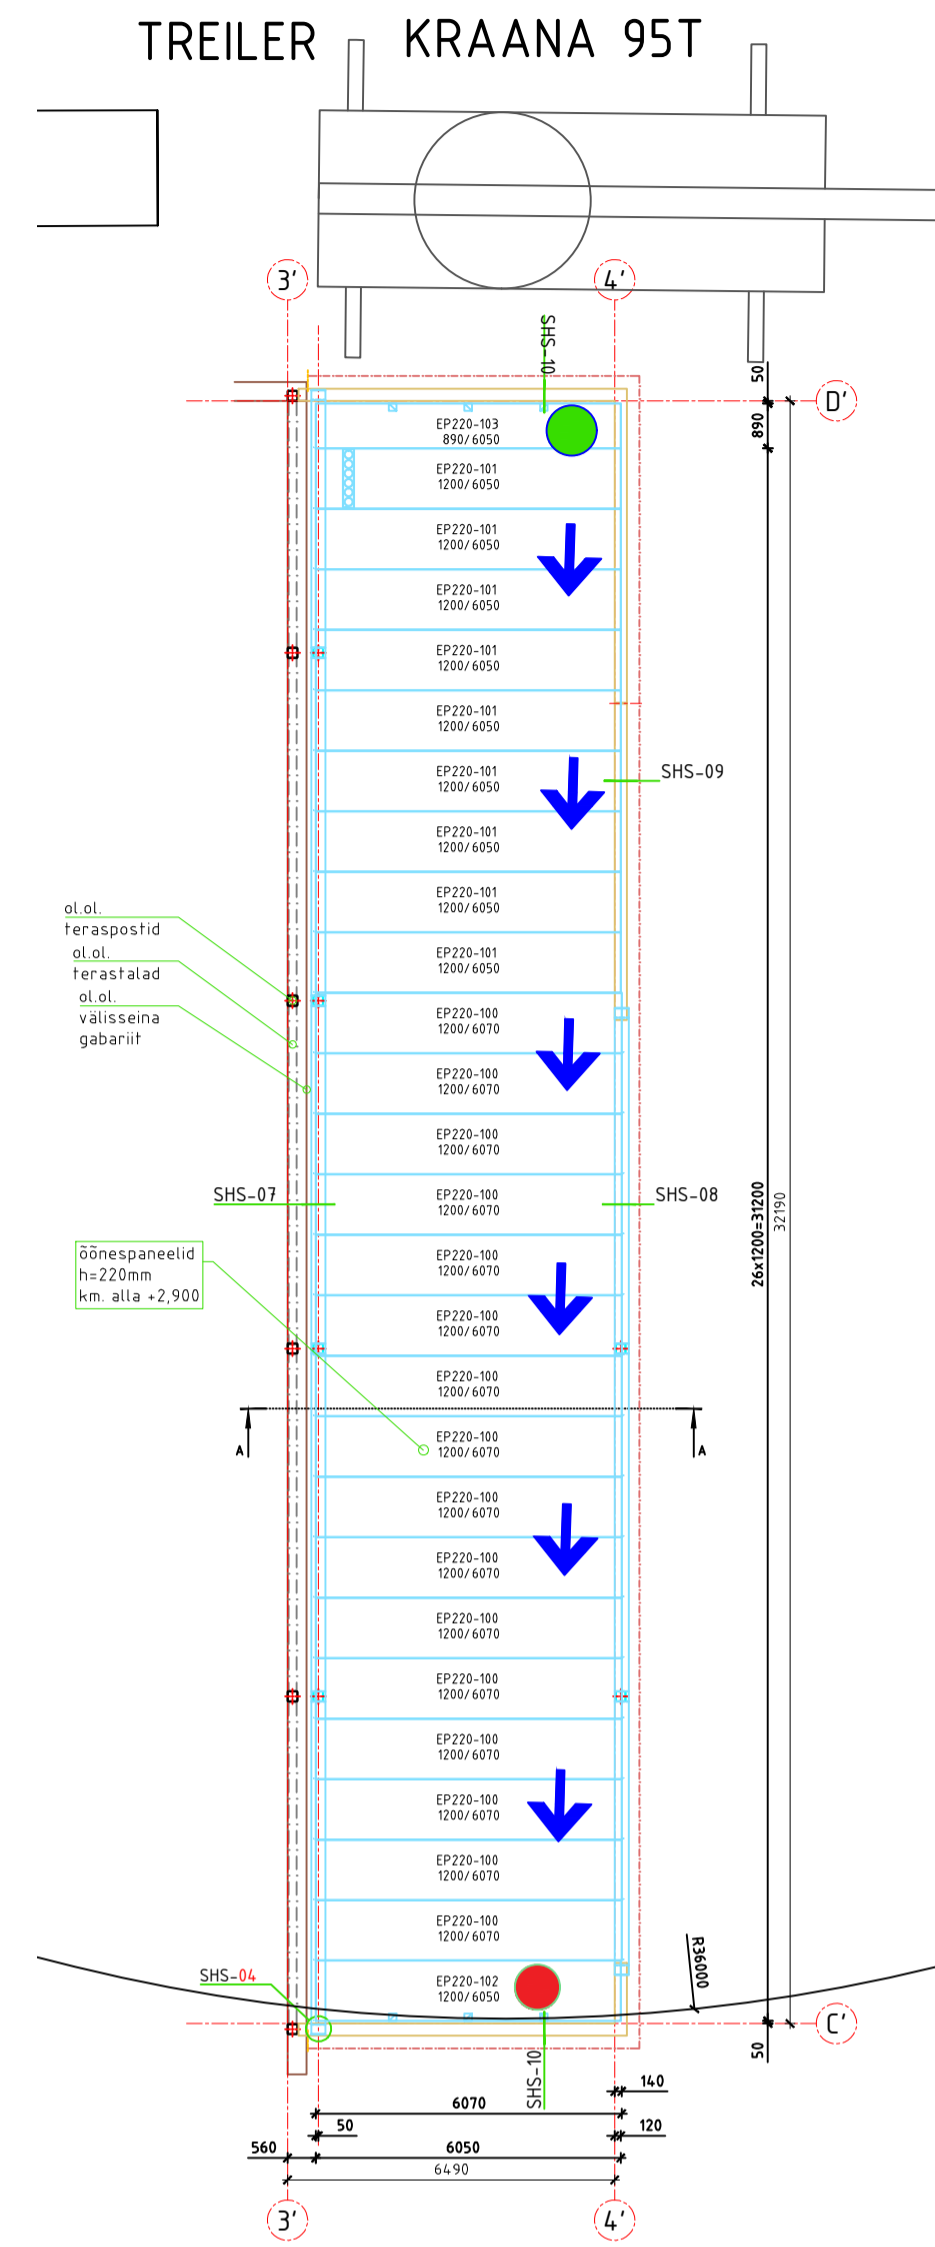 TREILER KRAANA 95T
3'
4'
SHS-10
50
D'
890
EP220-103
890/6050
EP220-101
1200/6050
EP220-101
1200/6050
EP220-101
1200/6050
EP220-101
1200/6050
EP220-101
1200/6050
EP220-101
1200/6050
SHS-09
EP220-101
1200/6050
EP220-101
1200/6050
EP220-101
1200/6050
ol.ol.
teraspostid
ol.ol.
terastalad
ol.ol.
välisseina
gabariit
EP220-100
1200/6070
EP220-100
1200/6070
EP220-100
1200/6070
EP220-100
1200/6070
SHS-07
SHS-08
26x1200=31200
32190
õõnespaneelid
h=220mm
km. alla +2,900
EP220-100
1200/6070
EP220-100
1200/6070
EP220-100
1200/6070
A
A
EP220-100
1200/6070
EP220-100
1200/6070
EP220-100
1200/6070
EP220-100
1200/6070
EP220-100
1200/6070
EP220-100
1200/6070
EP220-100
1200/6070
EP220-100
1200/6070
EP220-100
1200/6070
R36000
SHS-04
EP220-102
1200/6050
C'
50
SHS-10
140
6070
50
120
560
6050
6490
3'
4'